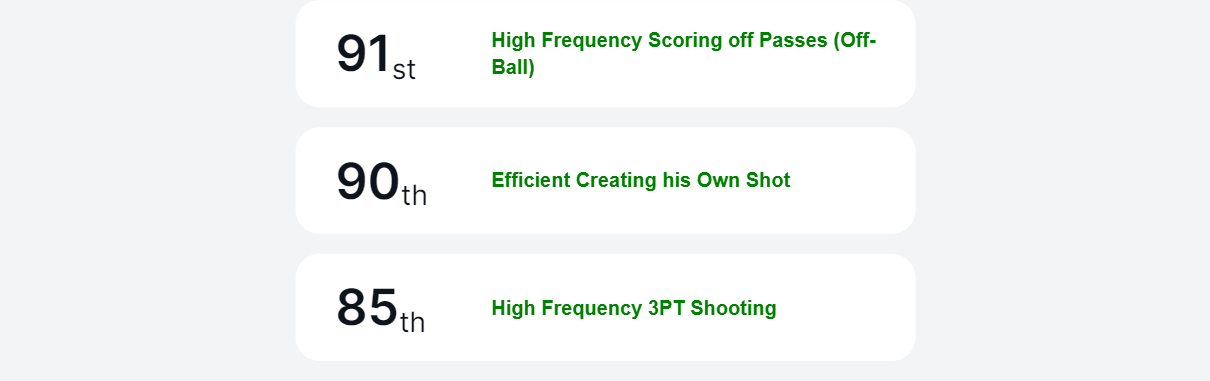 91st
High Frequency Scoring off Passes (Off-
Ball)
90th
Efficient Creating his Own Shot
85th
High Frequency 3PT Shooting